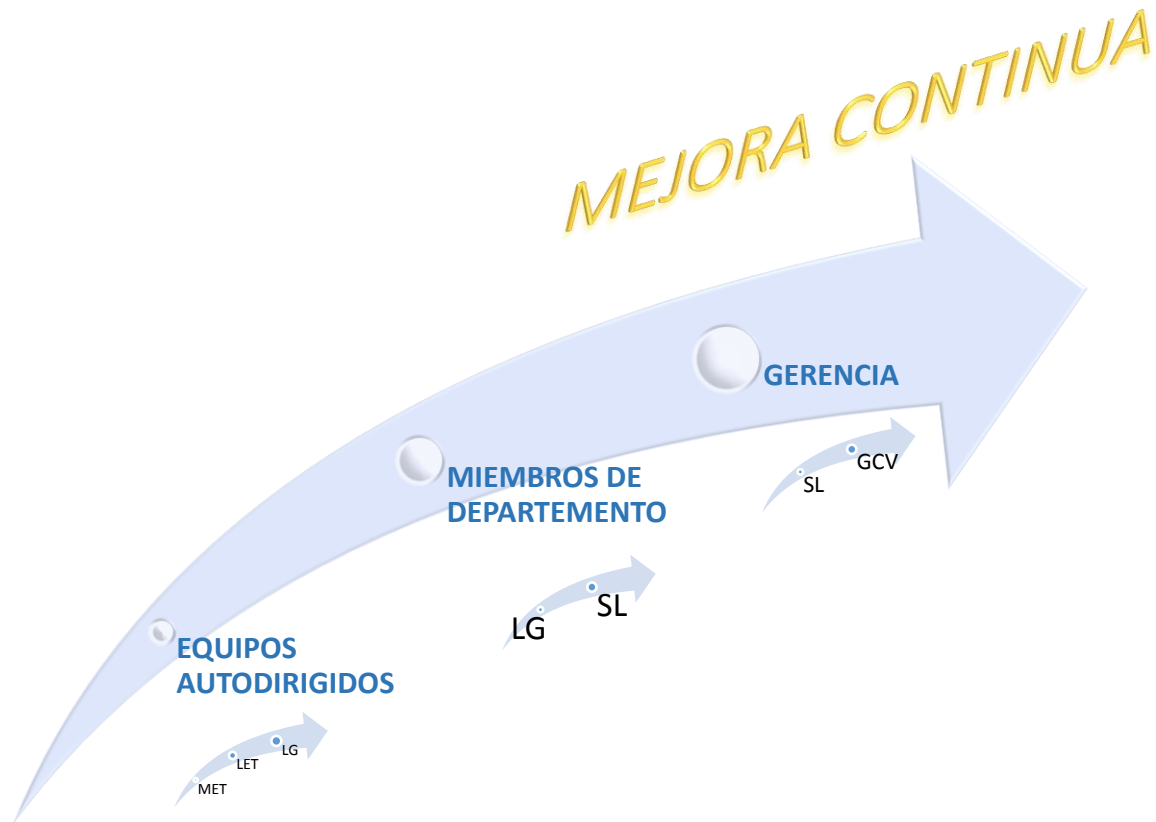 MEJORA CONTINUA
GERENCIA
GCV
SL
MIEMBROS DE
DEPARTEMENTO
SL
LG
EQUIPOS
AUTODIRIGIDOS
LG
LET
MET